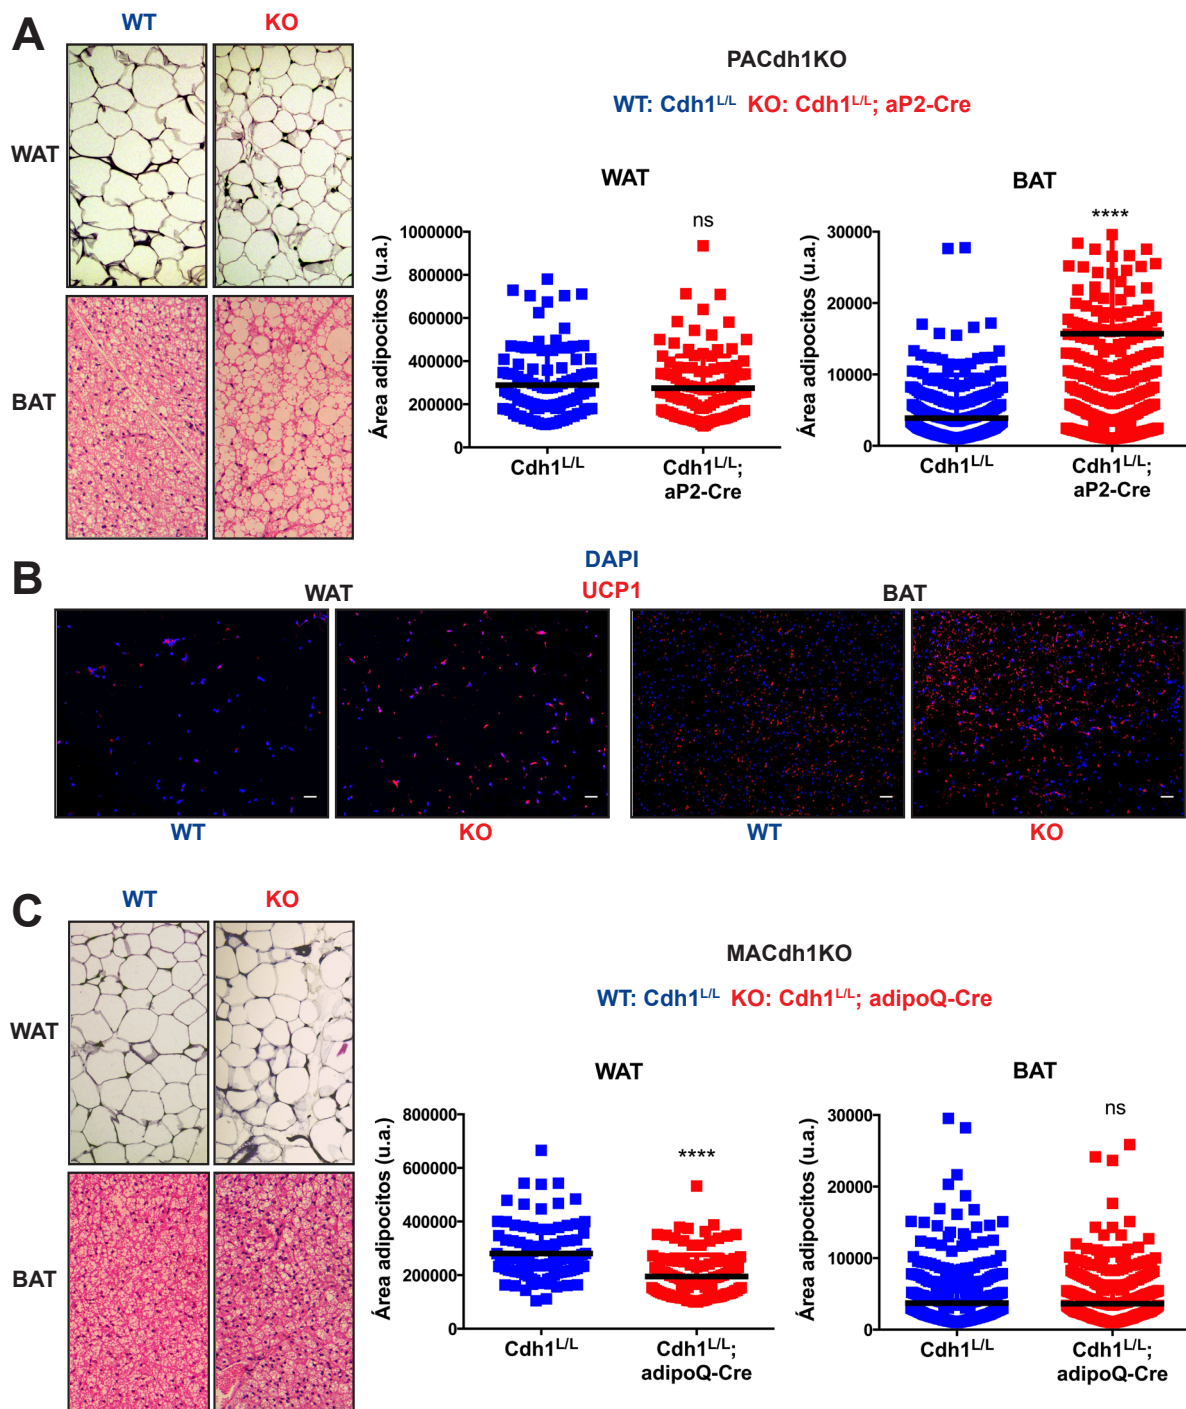 A
WT KO
PACdh1KO
WT: Cdh1L/L KO: Cdh1L/L; aP2-Cre
WAT
BAT
WAT
ns
Área adipocitos (u.a.)
1000000
800000
600000
400000
200000
0
Cdh1L/L
Cdh1L/L;
aP2-Cre
BAT
****
Área adipocitos (u.a.)
30000
20000
10000
0
Cdh1L/L
Cdh1L/L;
aP2-Cre
B
DAPI
WAT UCP1 BAT
WT KO WT KO
C
WT KO
MACdh1KO
WT: Cdh1L/L KO: Cdh1L/L; adipoQ-Cre
WAT
BAT
WAT
****
Área adipocitos (u.a.)
800000
600000
400000
200000
0
Cdh1L/L
Cdh1L/L;
adipoQ-Cre
BAT
ns
Área adipocitos (u.a.)
30000
20000
10000
0
Cdh1L/L
Cdh1L/L;
adipoQ-Cre